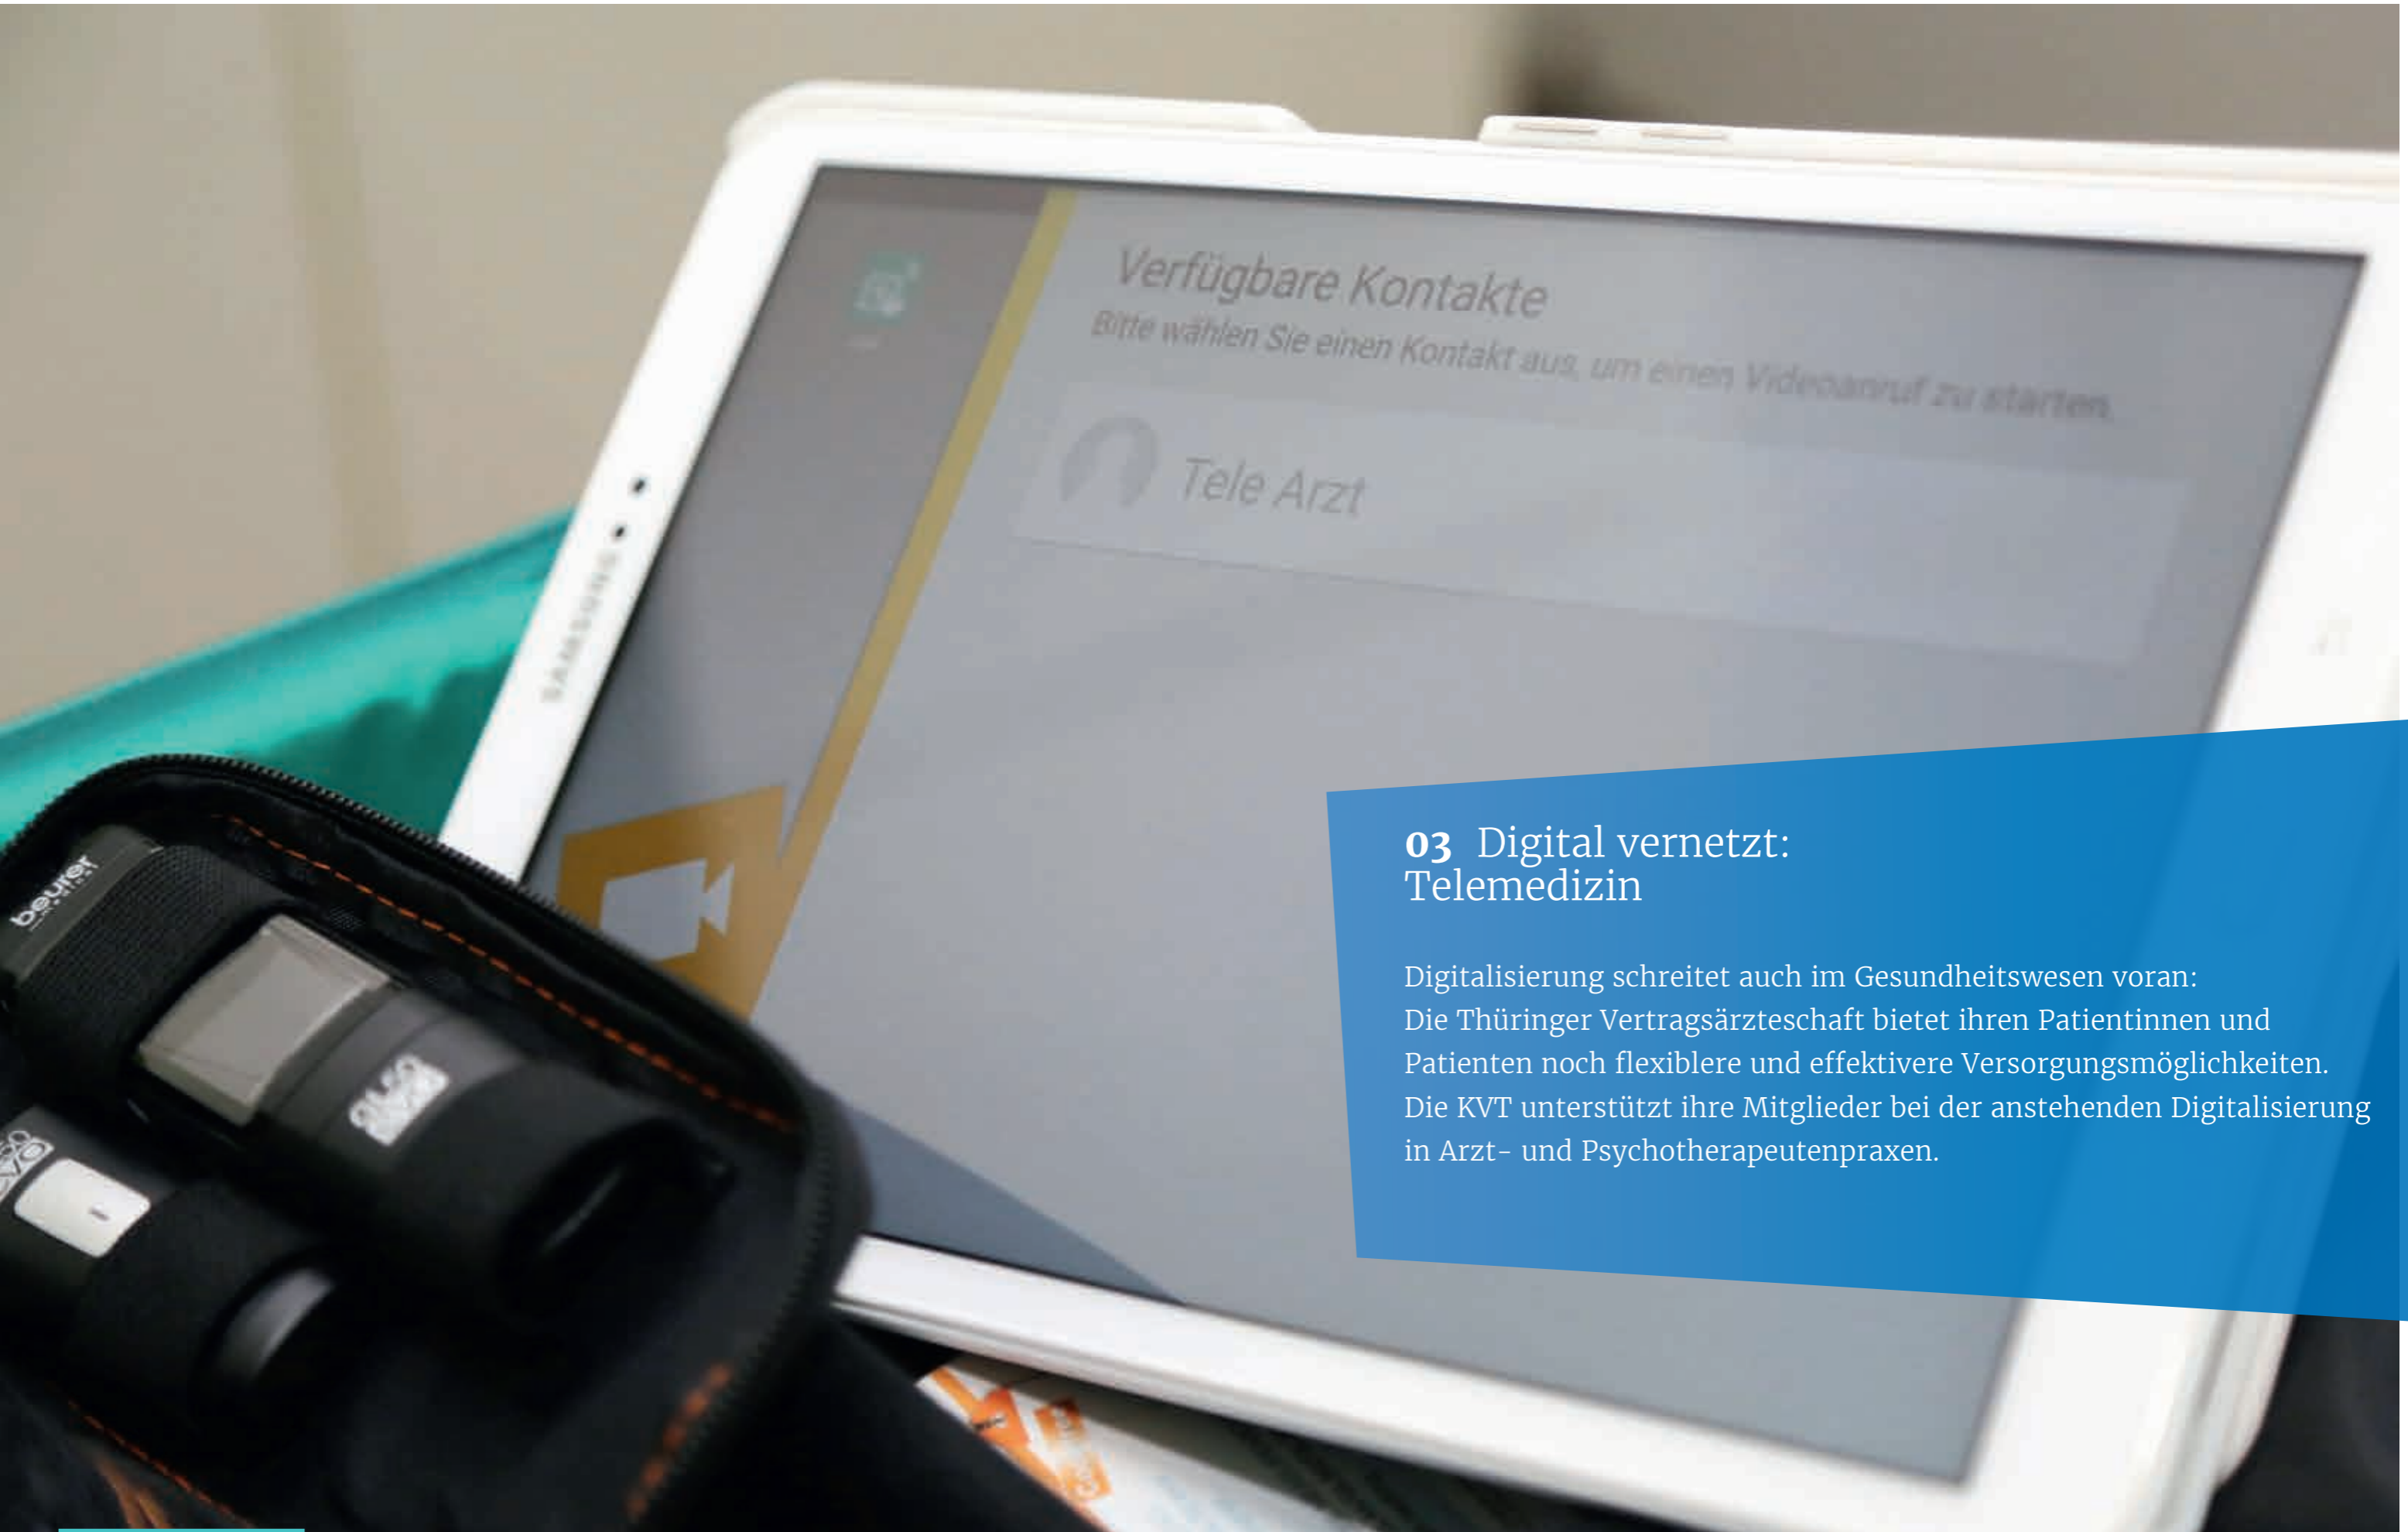 Verfügbare Kontakte
Bitte wählen Sie einen Kontakt aus, um einen Videoanruf zu starten.
Tele Arzt
SAMSUNG
beurer
03 Digital vernetzt:
Telemedizin
Digitalisierung schreitet auch im Gesundheitswesen voran:
Die Thüringer Vertragsärzteschaft bietet ihren Patientinnen und
Patienten noch flexiblere und effektivere Versorgungsmöglichkeiten.
Die KVT unterstützt ihre Mitglieder bei der anstehenden Digitalisierung
in Arzt- und Psychotherapeutenpraxen.